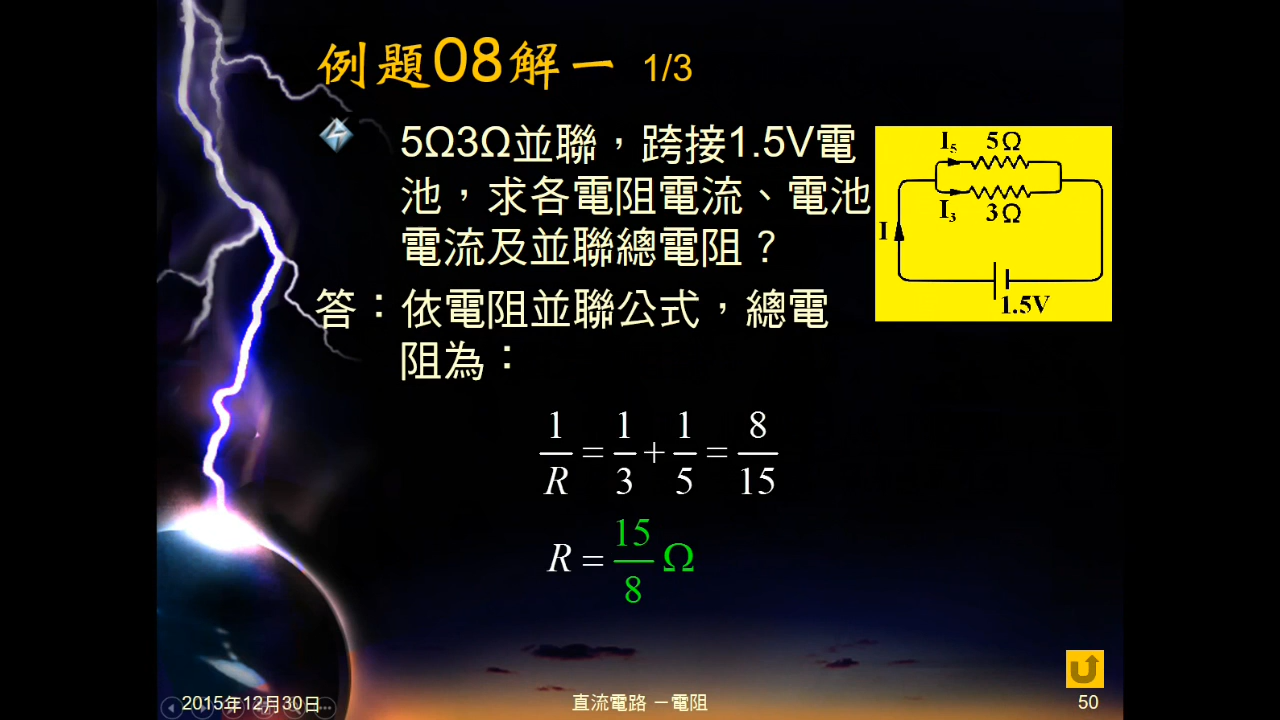 例題08解一 1/3
5Ω3Ω並聯，跨接1.5V電
池，求各電阻電流、電池
電流及並聯總電阻？
I₅ 5Ω
I₃ 3Ω
I
1.5V
答：依電阻並聯公式，總電
阻為：
1/R = 1/3 + 1/5 = 8/15
R = 15/8 Ω
2015年12月30日
直流電路 － 電阻
50